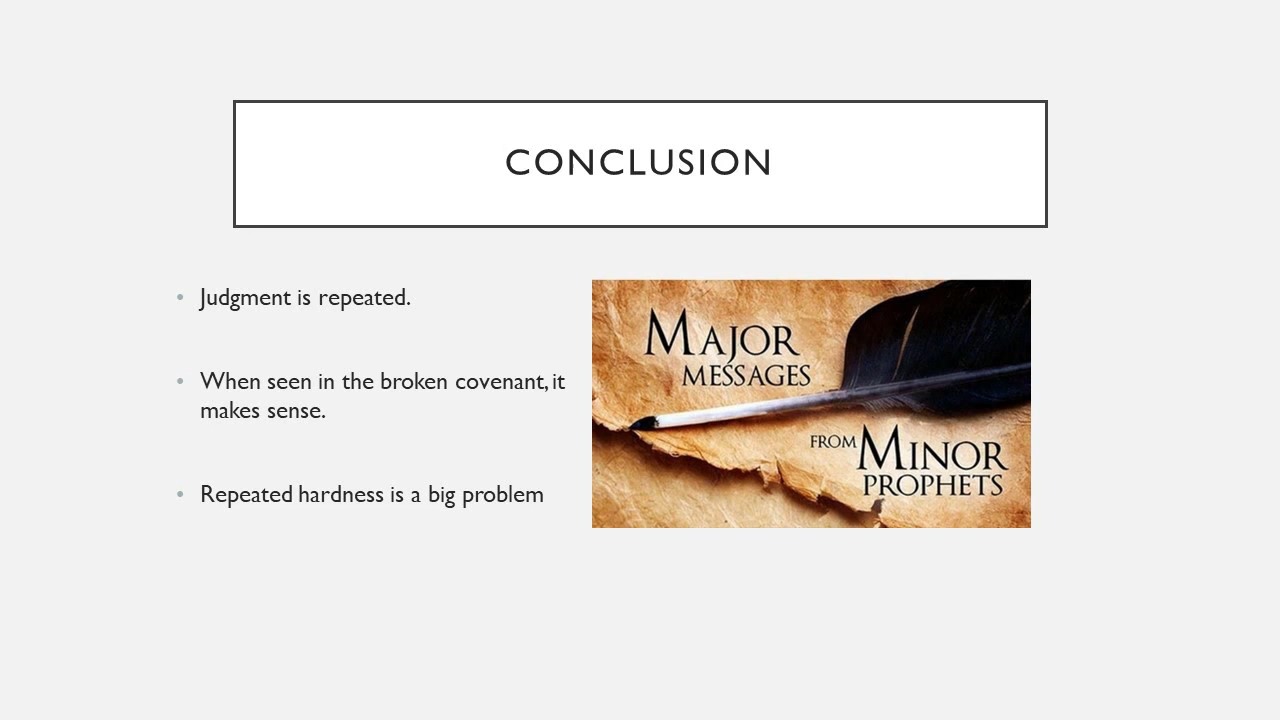 CONCLUSION
• Judgment is repeated.
• When seen in the broken covenant, it
makes sense.
• Repeated hardness is a big problem
MAJOR
MESSAGES
FROM MINOR
PROPHETS